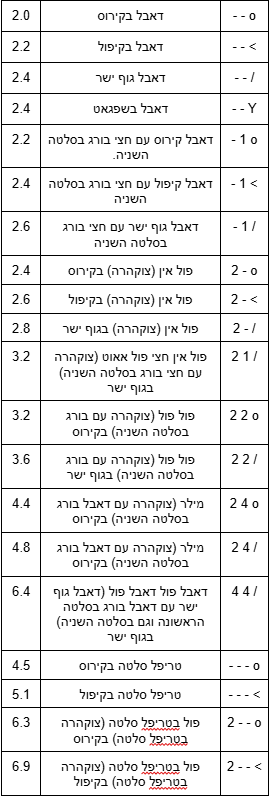 - - o דאבל בקירוס 2.0
- - < דאבל בקיפול 2.2
- - / דאבל גוף ישר 2.4
- - Y דאבל בשפגאט 2.4
- 1 o דאבל קירוס עם חצי בורג בסלטה 2.2
השניה.
- 1 < דאבל קיפול עם חצי בורג בסלטה 2.4
השניה
- 1 / דאבל גוף ישר עם חצי בורג 2.6
בסלטה השניה
2 - o פול אין (צוקהרה) בקירוס 2.4
2 - < פול אין (צוקהרה) בקיפול 2.6
2 - / פול אין (צוקהרה) בגוף ישר 2.8
2 1 / פול אין חצי פול אאוט (צוקהרה 3.2
עם חצי בורג בסלטה השניה)
בגוף ישר
2 2 o פול פול (צוקהרה עם בורג 3.2
בסלטה השניה) בקירוס
2 2 / פול פול (צוקהרה עם בורג 3.6
בסלטה השניה) בגוף ישר
2 4 o מילר (צוקהרה עם דאבל בורג 4.4
בסלטה השניה) בקירוס
2 4 / מילר (צוקהרה עם דאבל בורג 4.8
בסלטה השניה) בקירוס
4 4 / דאבל פול דאבל פול (דאבל גוף 6.4
ישר עם דאבל בורג בסלטה
הראשונה וגם בסלטה השניה)
בגוף ישר
- - - o טריפל סלטה בקירוס 4.5
- - - < טריפל סלטה בקיפול 5.1
2 - - o פול בטריפל סלטה (צוקהרה 6.3
בטריפל סלטה) בקירוס
2 - - < פול בטריפל סלטה (צוקהרה 6.9
בטריפל סלטה) בקיפול